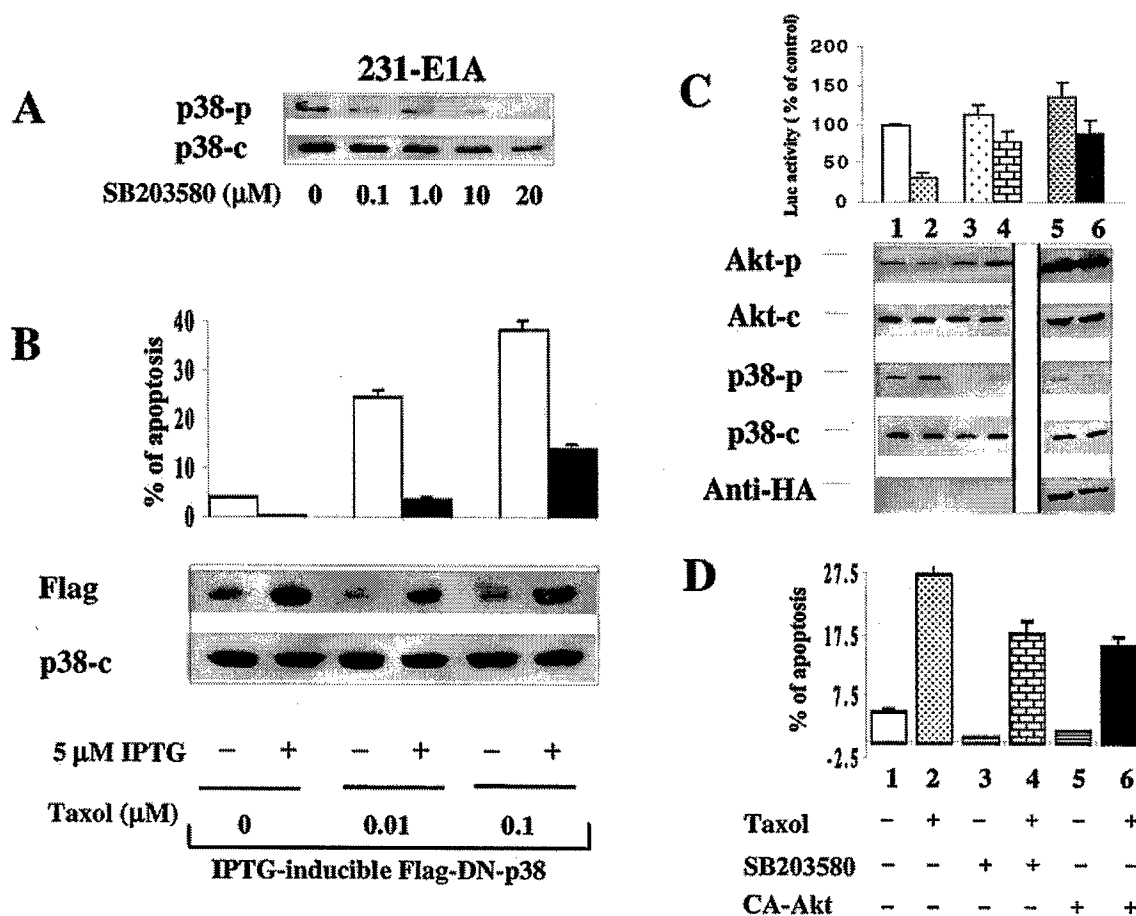 A
231-E1A
p38-p
p38-c
SB203580 (μM) 0 0.1 1.0 10 20
B
% of apoptosis
40
30
20
10
0
Flag
p38-c
5 μM IPTG − + − + − +
Taxol (μM) 0 0.01 0.1
IPTG-inducible Flag-DN-p38
C
Luc activity ( % of control)
200
150
100
50
0
1 2 3 4 5 6
Akt-p
Akt-c
p38-p
p38-c
Anti-HA
D
% of apoptosis
27.5
17.5
7.5
-2.5
1 2 3 4 5 6
Taxol − + − + − +
SB203580 − − + + − −
CA-Akt − − − − + +